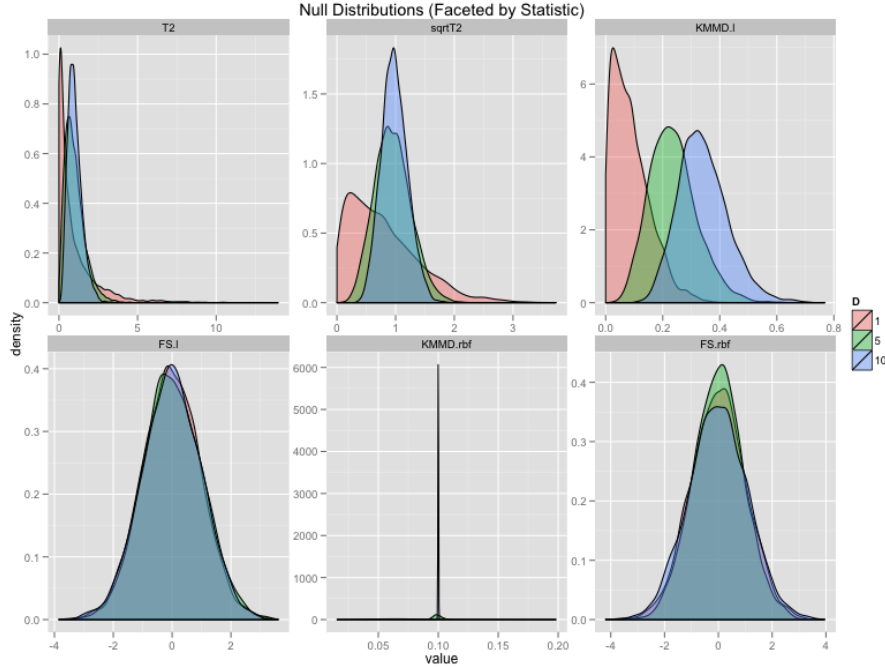 Null Distributions (Faceted by Statistic)
T2 sqrtT2 KMMD.l
1.0
0.8
0.6
0.4
0.2
0.0
0 5 10
1.5
1.0
0.5
0.0
0 1 2 3
6
4
2
0
0.0 0.2 0.4 0.6 0.8
density
D
1
5
10
FS.l KMMD.rbf FS.rbf
0.4
0.3
0.2
0.1
0.0
-4 -2 0 2
6000
5000
4000
3000
2000
1000
0
0.05 0.10 0.15 0.20
0.4
0.3
0.2
0.1
0.0
-4 -2 0 2 4
value